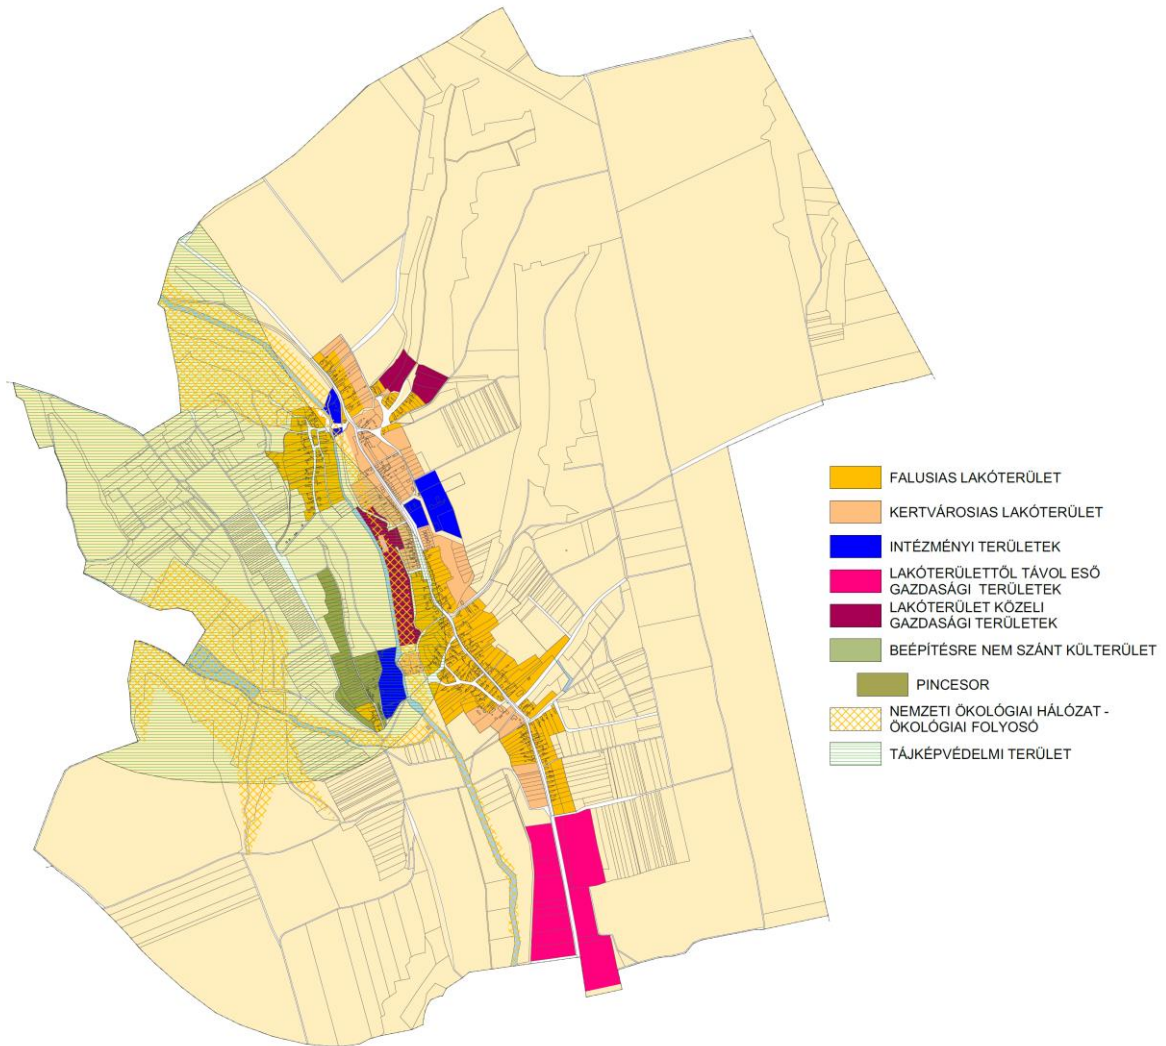 FALUSIAS LAKÓTERÜLET
KERTVÁROSIAS LAKÓTERÜLET
INTÉZMÉNYI TERÜLETEK
LAKÓTERÜLETTŐL TÁVOL ESŐ
GAZDASÁGI TERÜLETEK
LAKÓTERÜLET KÖZELI
GAZDASÁGI TERÜLETEK
BEÉPÍTÉSRE NEM SZÁNT KÜLTERÜLET
PINCESOR
NEMZETI ÖKOLÓGIAI HÁLÓZAT -
ÖKOLÓGIAI FOLYOSÓ
TÁJKÉPVÉDELMI TERÜLET